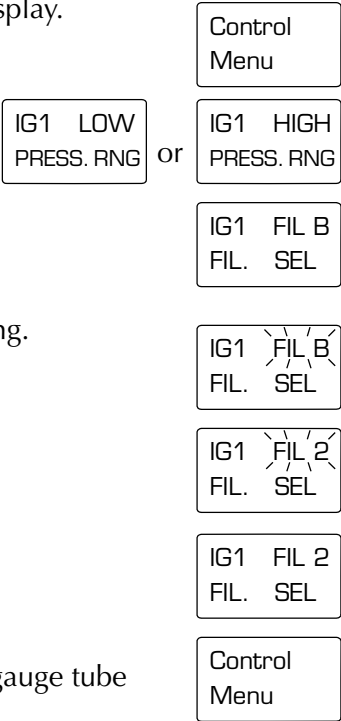 splay.
Control
Menu
IG1 LOW
PRESS. RNG
or
IG1 HIGH
PRESS. RNG
IG1 FIL B
FIL. SEL
ng.
IG1 FIL B
FIL. SEL
IG1 FIL 2
FIL. SEL
IG1 FIL 2
FIL. SEL
gauge tube
Control
Menu